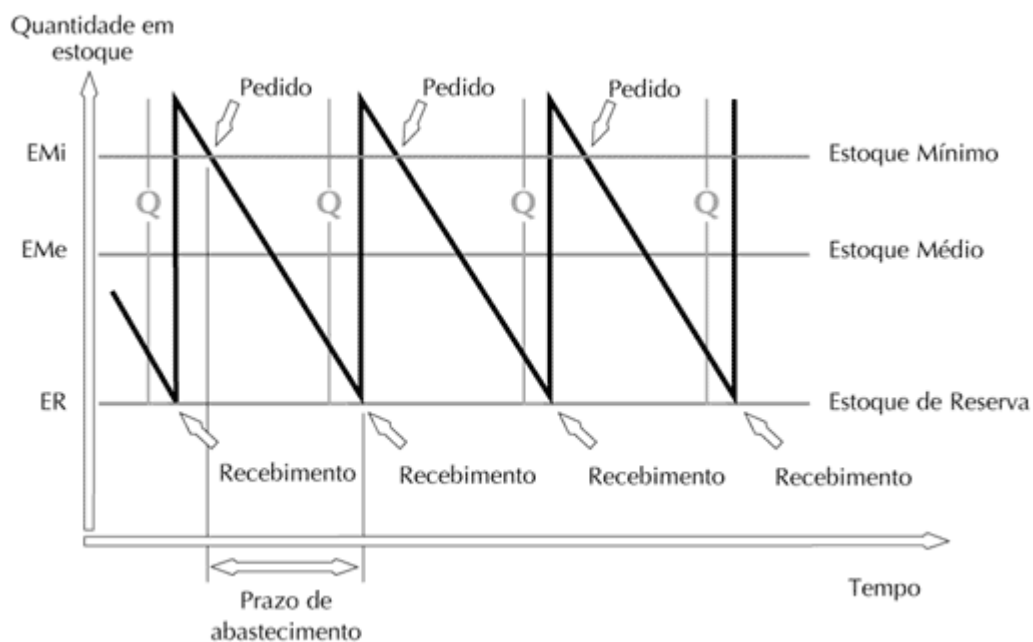 Quantidade em
estoque
Pedido
Pedido
Pedido
EMi
Estoque Mínimo
Q
Q
Q
Q
EMe
Estoque Médio
ER
Estoque de Reserva
Recebimento
Recebimento
Recebimento
Recebimento
Tempo
Prazo de
abastecimento